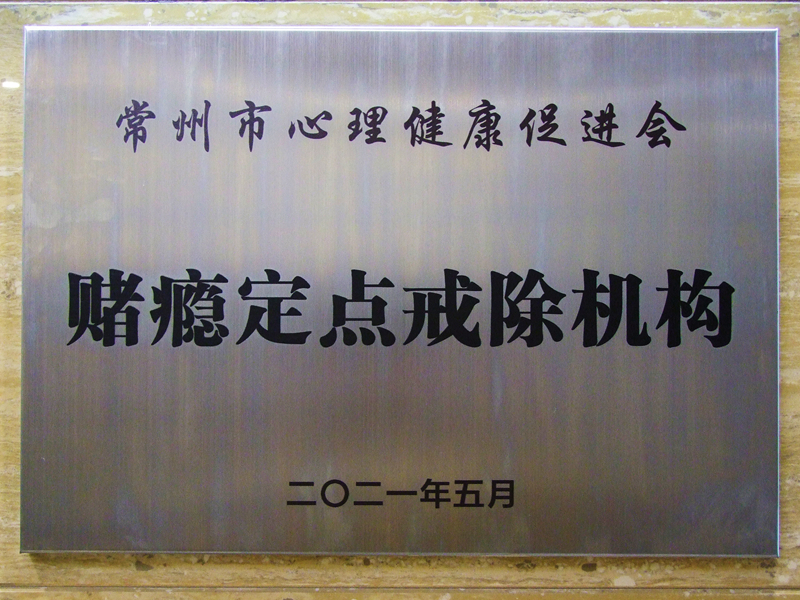 常州市心理健康促进会
赌瘾定点戒除机构
二〇二一年五月